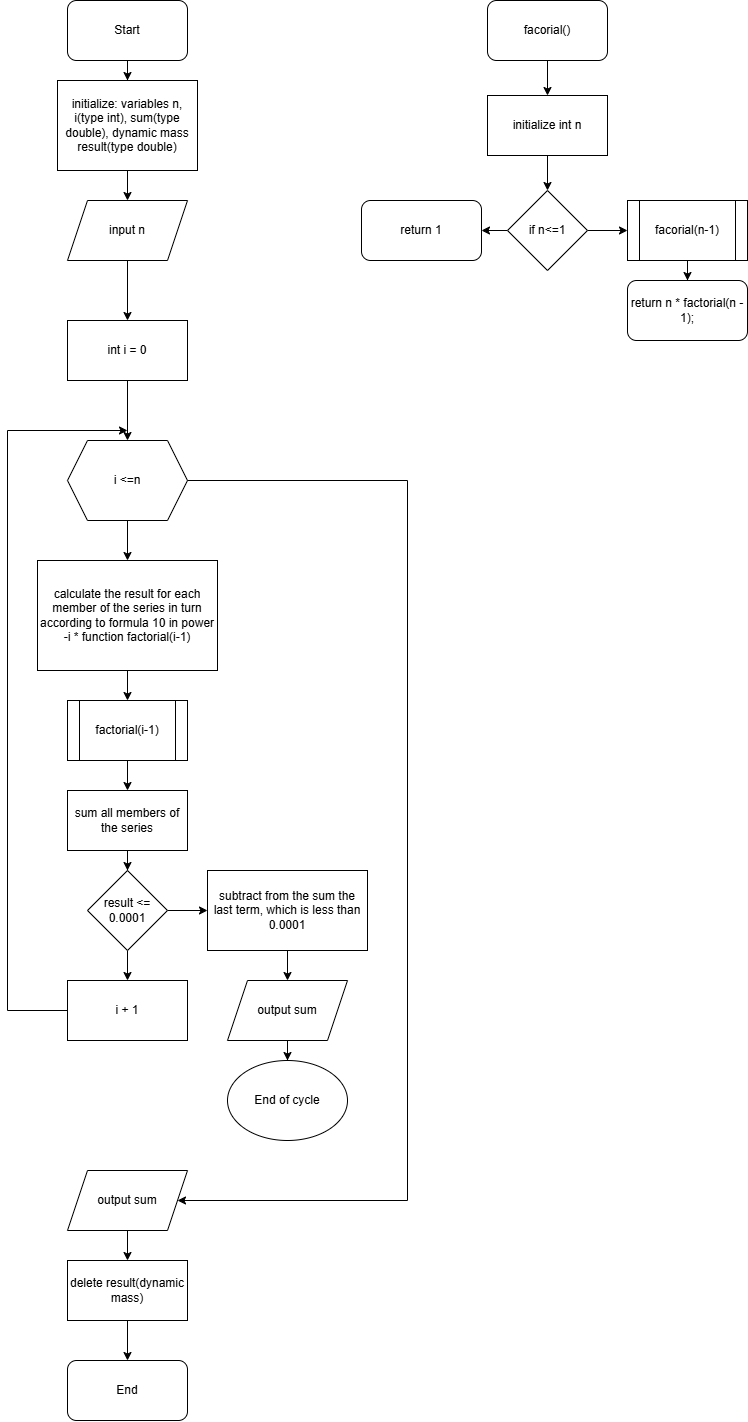 Start
initialize: variables n,
i(type int), sum(type
double), dynamic mass
result(type double)
input n
int i = 0
i <=n
calculate the result for each
member of the series in turn
according to formula 10 in power
-i * function factorial(i-1)
factorial(i-1)
sum all members of
the series
result <=
0.0001
subtract from the sum the
last term, which is less than
0.0001
i + 1
output sum
End of cycle
output sum
delete result(dynamic
mass)
End
facorial()
initialize int n
if n<=1
return 1
facorial(n-1)
return n * factorial(n -
1);